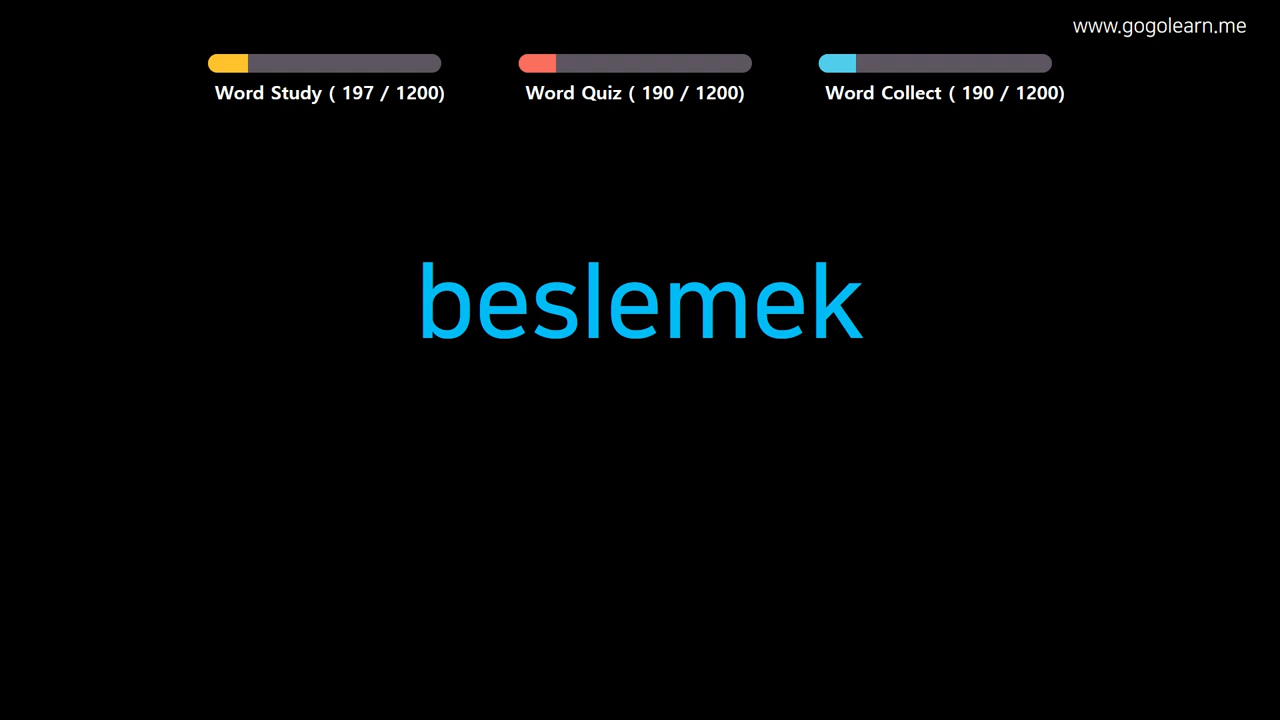 www.gogolearn.me
Word Study ( 197 / 1200)
Word Quiz ( 190 / 1200)
Word Collect ( 190 / 1200)
beslemek